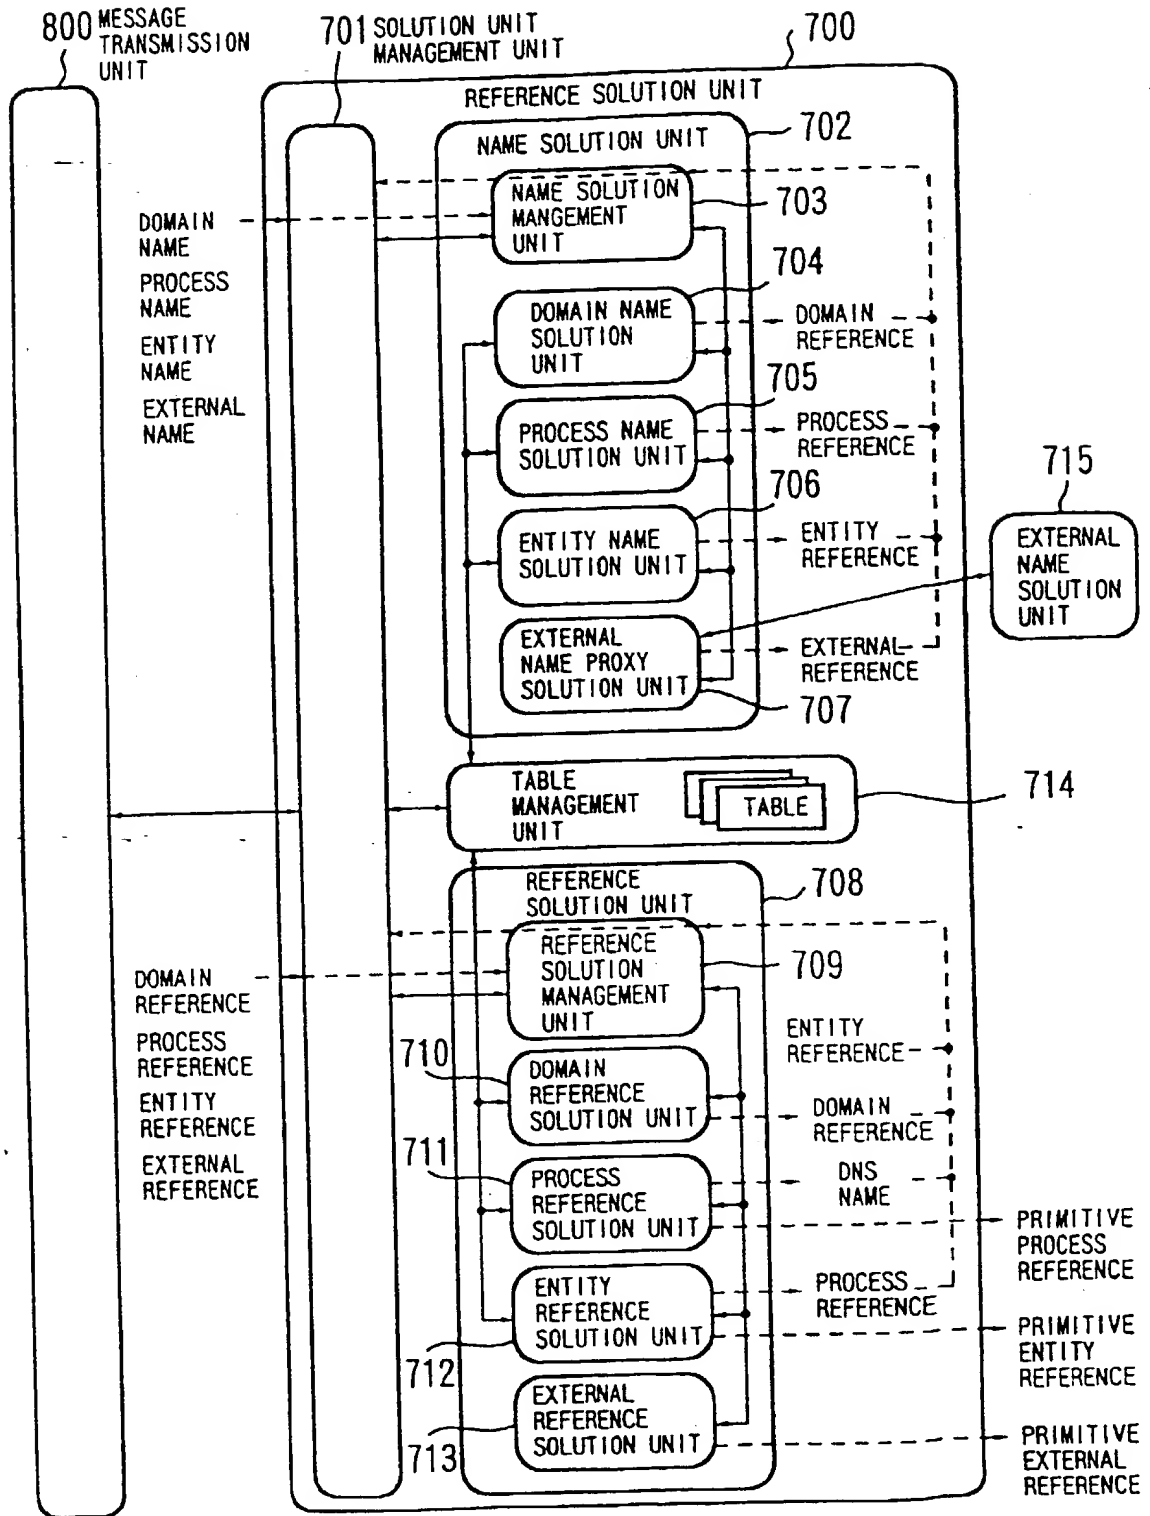 800 MESSAGE
TRANSMISSION
UNIT
701 SOLUTION UNIT
MANAGEMENT UNIT
700
REFERENCE SOLUTION UNIT
702
NAME SOLUTION UNIT
NAME SOLUTION
MANGEMENT
UNIT
703
DOMAIN
NAME
PROCESS
NAME
ENTITY
NAME
EXTERNAL
NAME
704
DOMAIN NAME
SOLUTION
UNIT
DOMAIN
REFERENCE
705
PROCESS NAME
SOLUTION UNIT
PROCESS
REFERENCE
706
ENTITY NAME
SOLUTION UNIT
ENTITY
REFERENCE
715
EXTERNAL
NAME
SOLUTION
UNIT
EXTERNAL
NAME PROXY
SOLUTION UNIT
EXTERNAL
REFERENCE
707
TABLE
MANAGEMENT
UNIT
TABLE
714
REFERENCE
SOLUTION UNIT
708
REFERENCE
SOLUTION
MANAGEMENT
UNIT
709
DOMAIN
REFERENCE
PROCESS
REFERENCE
ENTITY
REFERENCE
EXTERNAL
REFERENCE
ENTITY
REFERENCE
710
DOMAIN
REFERENCE
SOLUTION UNIT
DOMAIN
REFERENCE
711
PROCESS
REFERENCE
SOLUTION UNIT
DNS
NAME
PRIMITIVE
PROCESS
REFERENCE
ENTITY
REFERENCE
SOLUTION UNIT
PROCESS
REFERENCE
712
PRIMITIVE
ENTITY
REFERENCE
EXTERNAL
REFERENCE
SOLUTION UNIT
713
PRIMITIVE
EXTERNAL
REFERENCE